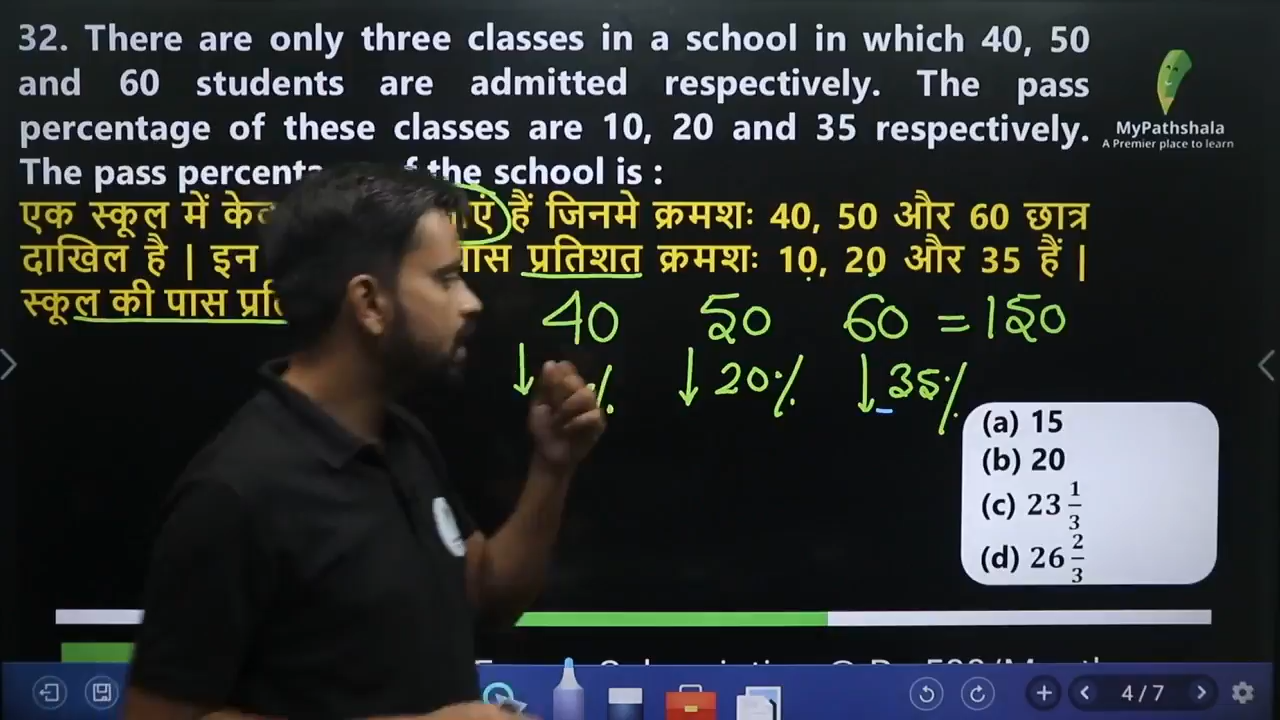 32. There are only three classes in a school in which 40, 50
and 60 students are admitted respectively. The pass
percentage of these classes are 10, 20 and 35 respectively.
The pass the school is :
MyPathshala
A Premier place to learn
एक स्कूल में हैं जिनमे क्रमशः 40, 50 और 60 छात्र
दाखिल है | इन प्रतिशत क्रमशः 10, 20 और 35 हैं |
स्कूल की पास
40 50 60 = 150
% 20% 35%
(a) 15
(b) 20
(c) 23 1/3
(d) 26 2/3
4 / 7